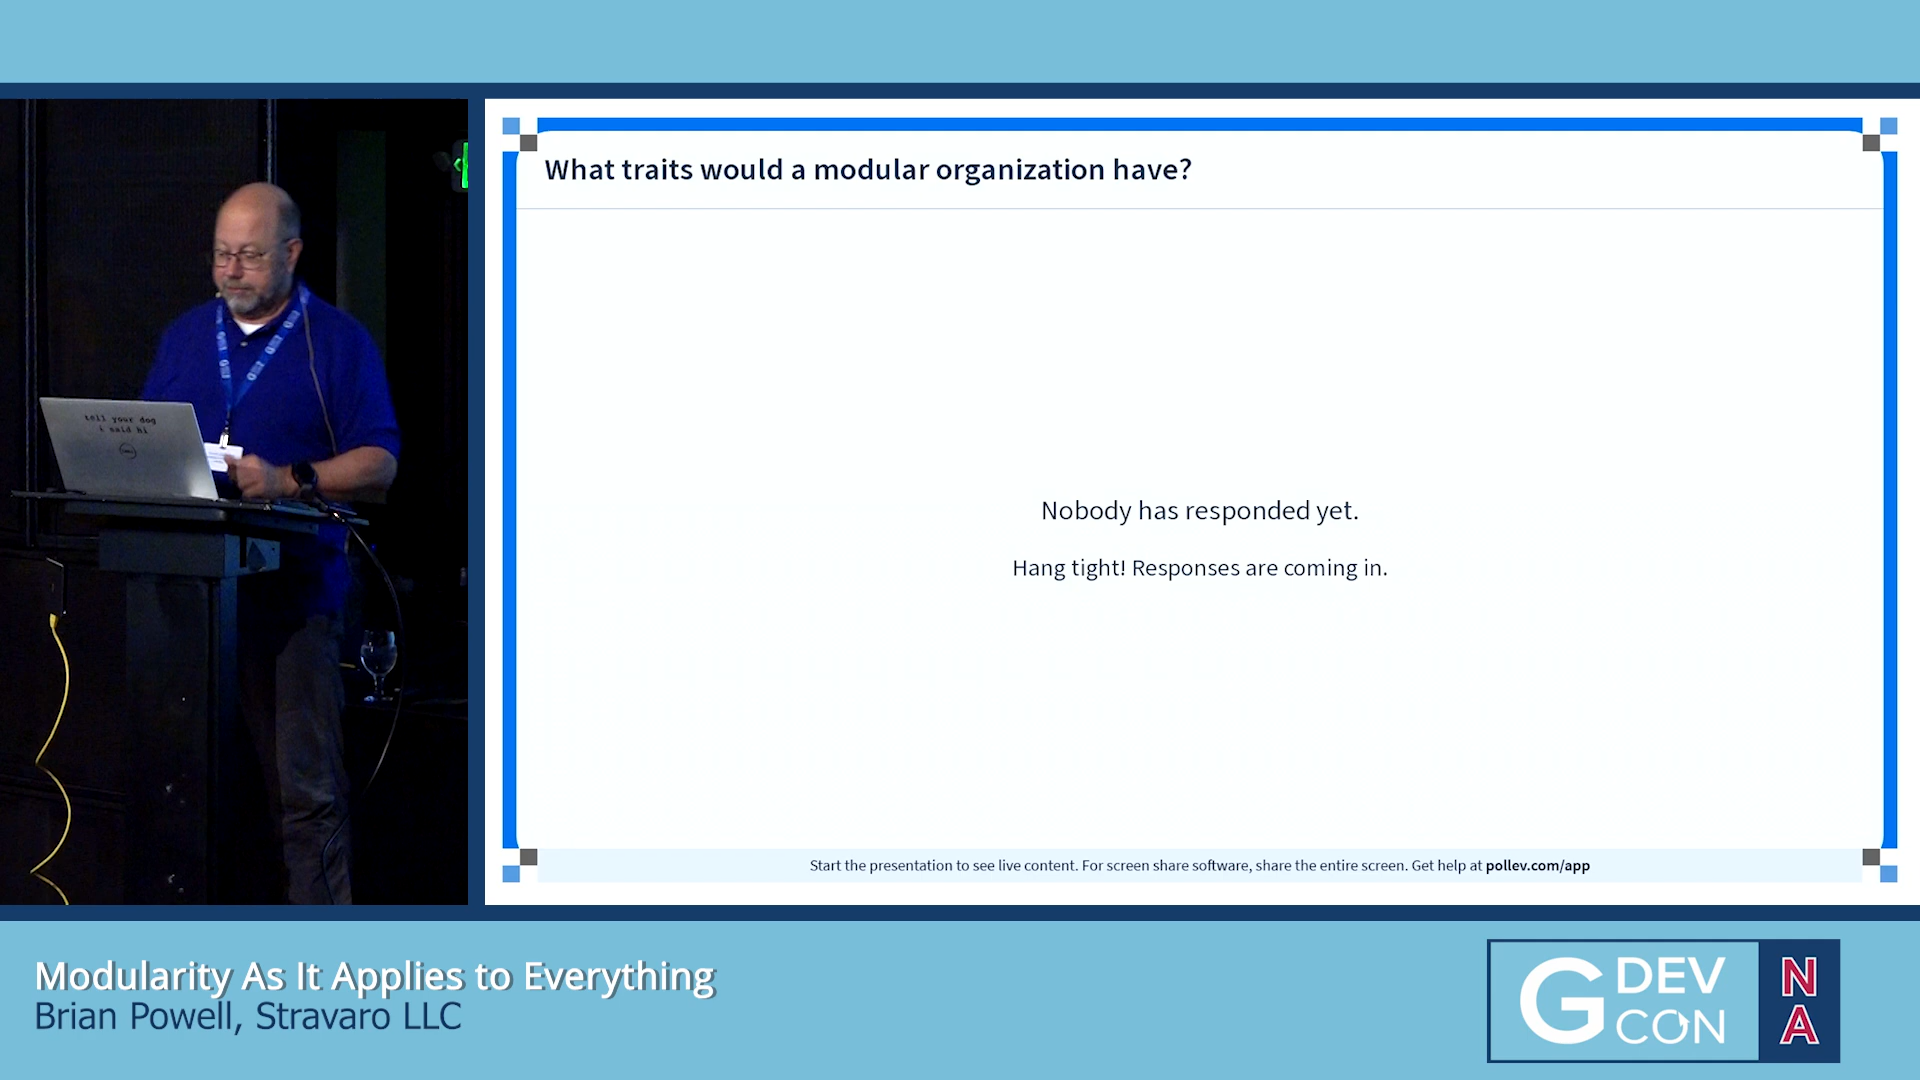 What traits would a modular organization have?
tell your dog
i said hi
DELL
Nobody has responded yet.
Hang tight! Responses are coming in.
Start the presentation to see live content. For screen share software, share the entire screen. Get help at pollev.com/app
Modularity As It Applies to Everything
Brian Powell, Stravaro LLC
G DEV CON
NA